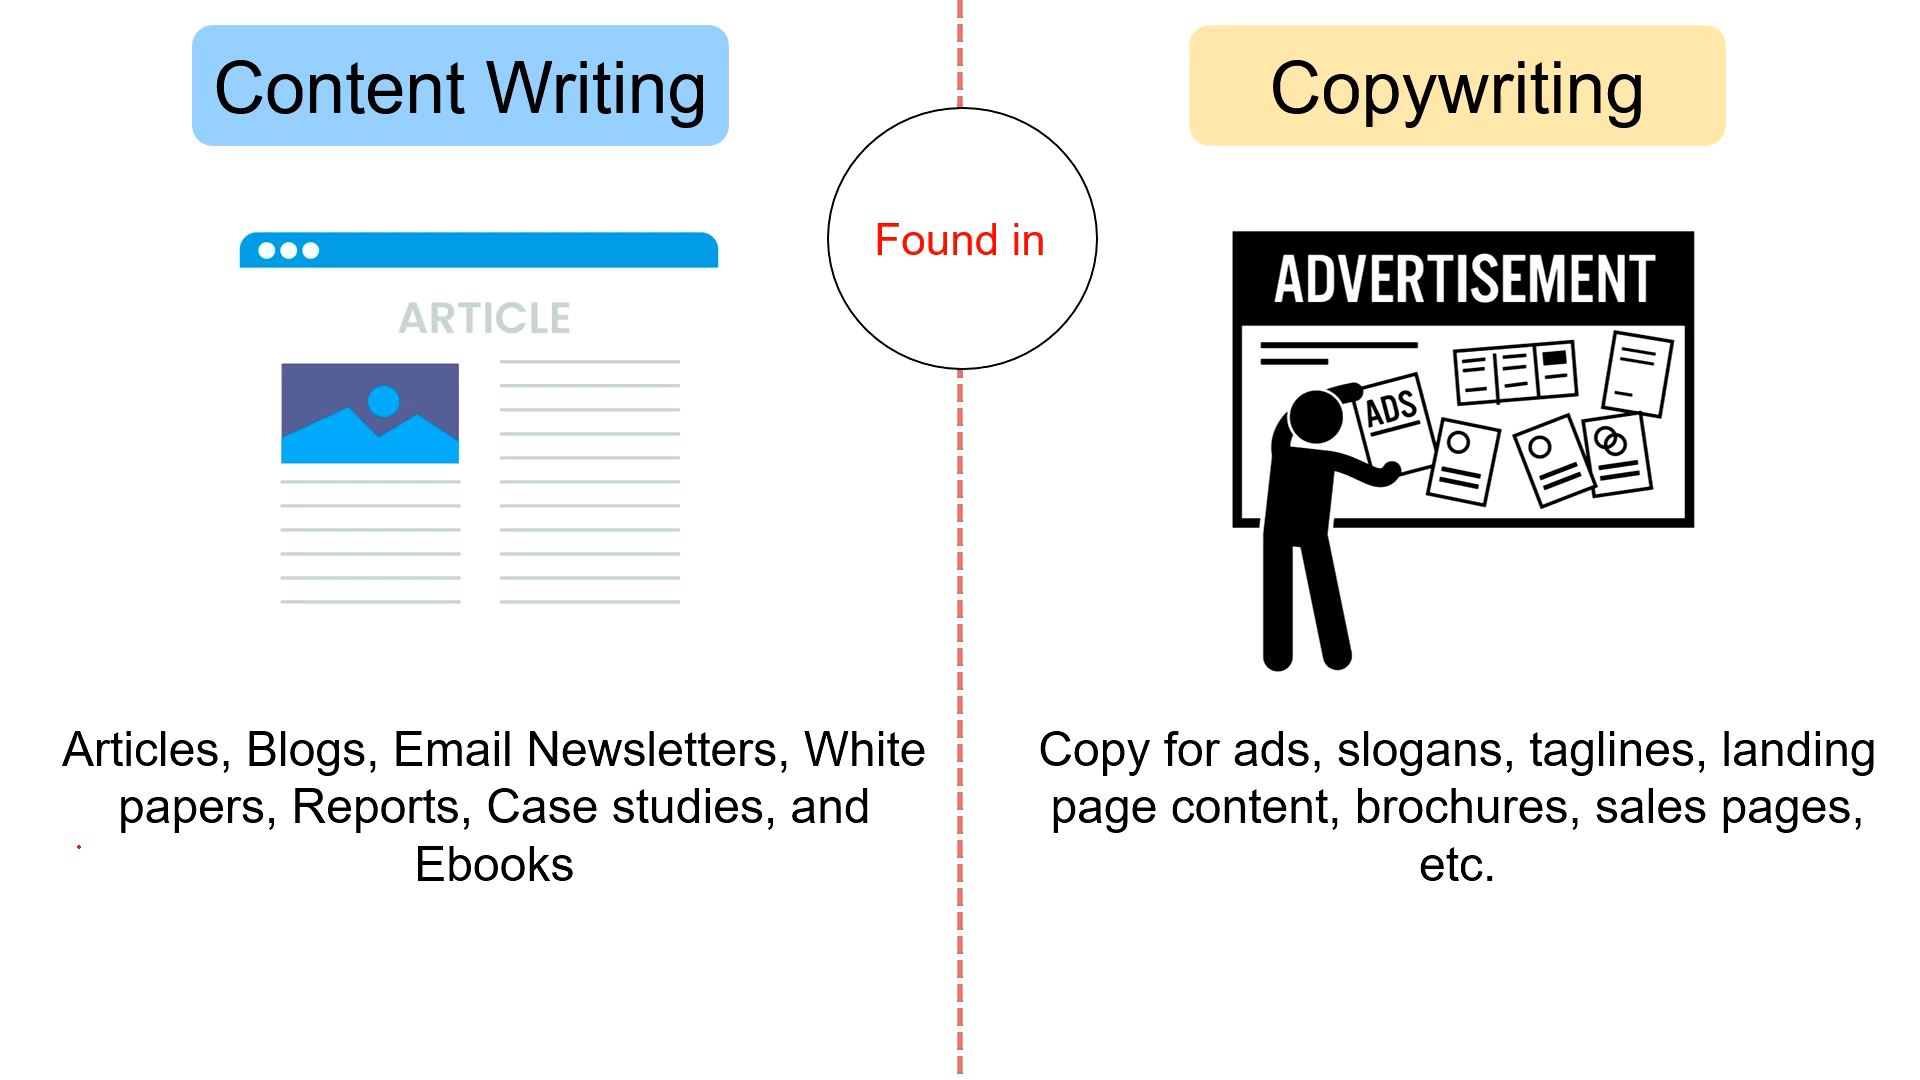 Content Writing
Copywriting
Found in
ARTICLE
ADVERTISEMENT
ADS
Articles, Blogs, Email Newsletters, White
papers, Reports, Case studies, and
Ebooks
Copy for ads, slogans, taglines, landing
page content, brochures, sales pages,
etc.